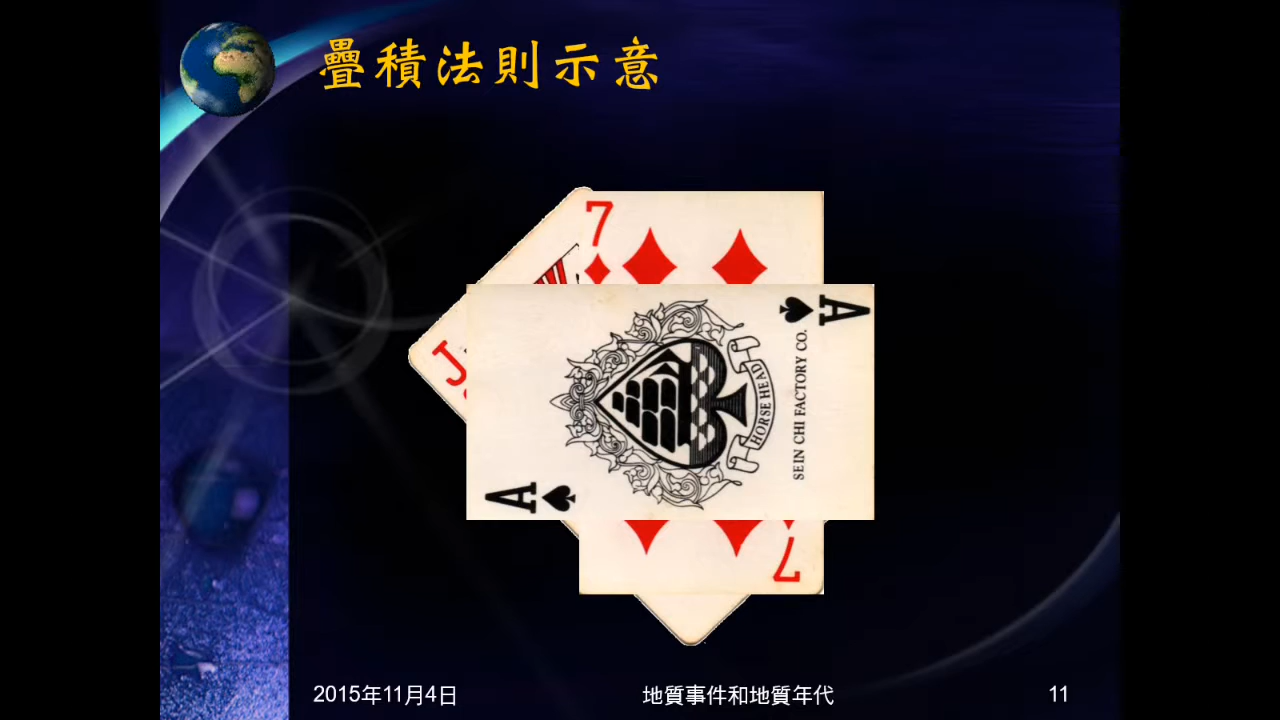 疊積法則示意
7
J
A
HORSE HEAD
SEIN CHI FACTORY CO.
A
7
2015年11月4日
地質事件和地質年代
11